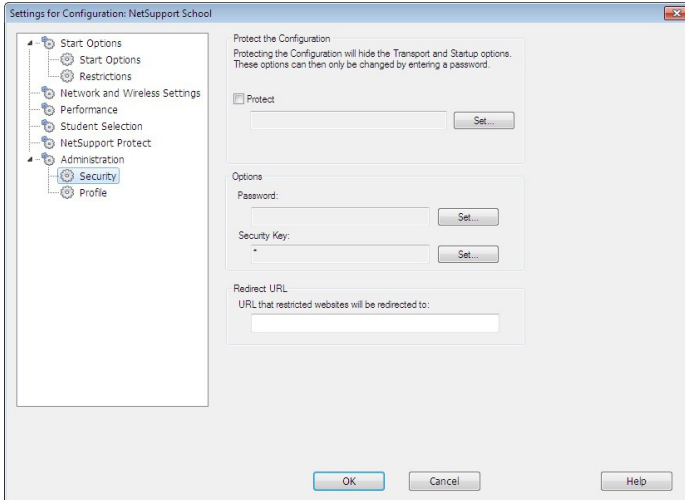 Settings for Configuration: NetSupport School
Start Options
Start Options
Restrictions
Network and Wireless Settings
Performance
Student Selection
NetSupport Protect
Administration
Security
Profile
Protect the Configuration
Protecting the Configuration will hide the Transport and Startup options.
These options can then only be changed by entering a password.
Protect
Set...
Options
Password:
Set...
Security Key:
*
Set...
Redirect URL
URL that restricted websites will be redirected to:
OK
Cancel
Help